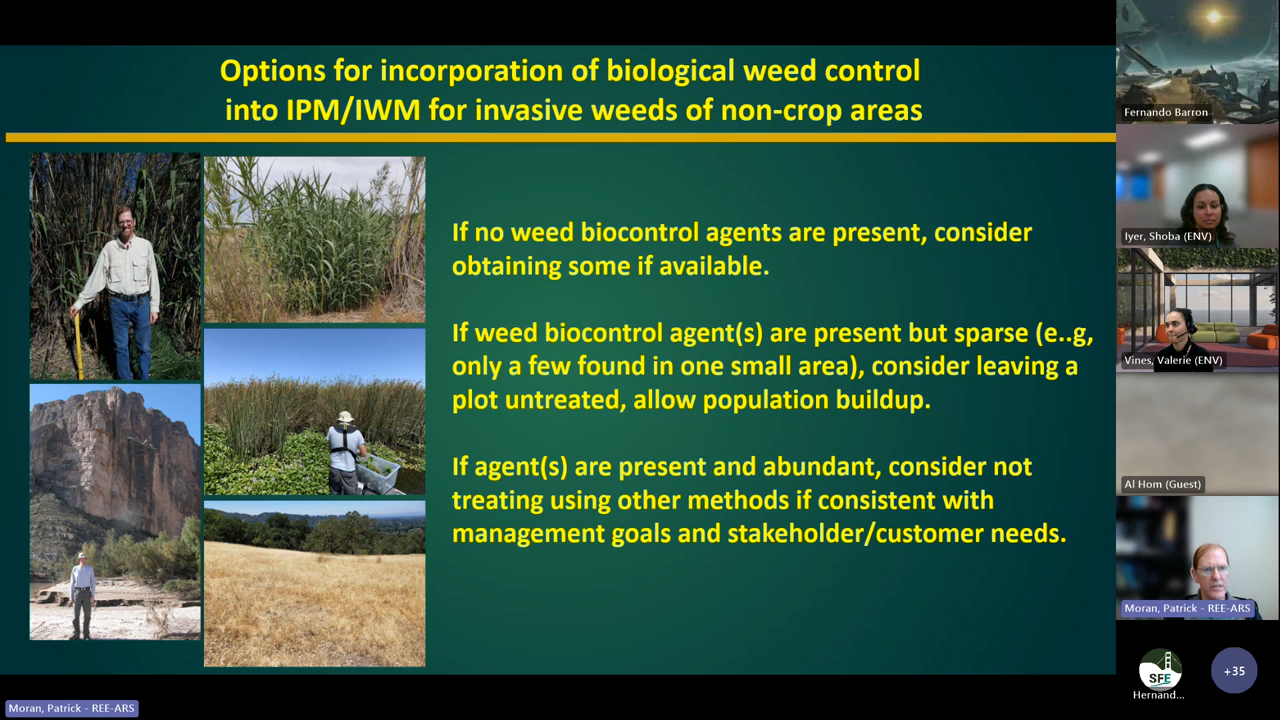 Options for incorporation of biological weed control
into IPM/IWM for invasive weeds of non-crop areas
If no weed biocontrol agents are present, consider
obtaining some if available.
If weed biocontrol agent(s) are present but sparse (e..g,
only a few found in one small area), consider leaving a
plot untreated, allow population buildup.
If agent(s) are present and abundant, consider not
treating using other methods if consistent with
management goals and stakeholder/customer needs.
Fernando Barron
Iyer, Shoba (ENV)
Vines, Valerie (ENV)
Al Hom (Guest)
Moran, Patrick - REE-ARS
SFE
Hernand...
+35
Moran, Patrick - REE-ARS